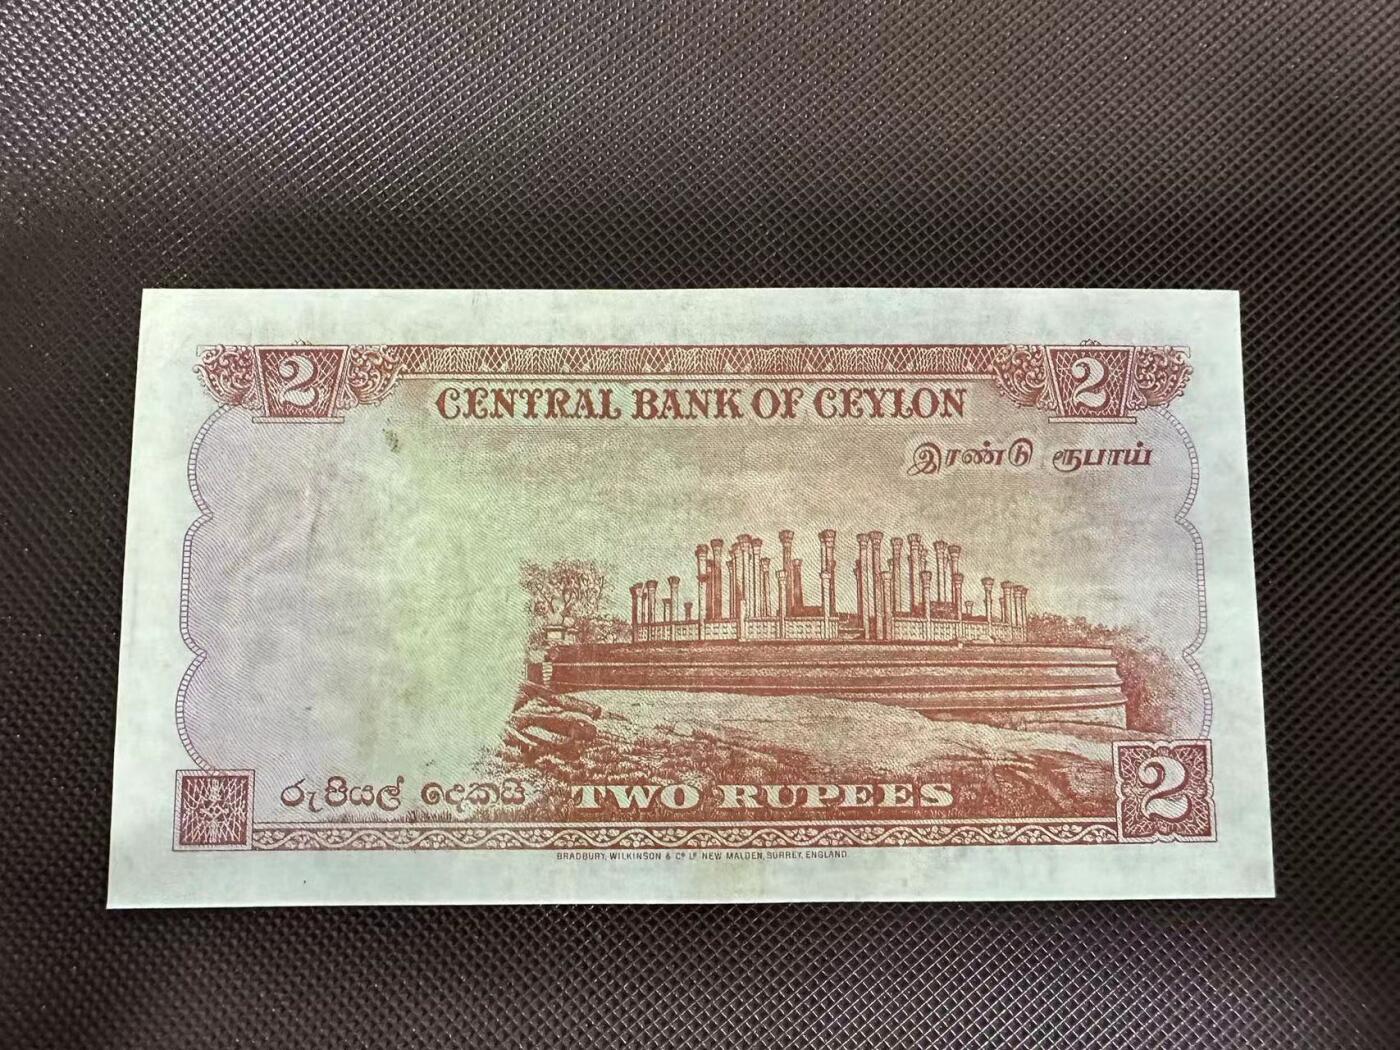 2 2
CENTRAL BANK OF CEYLON
இரண்டு ரூபாய்
රුපියල් දෙකයි TWO RUPEES 2
BRADBURY, WILKINSON & Cº Lᴰ NEW MALDEN, SURREY, ENGLAND.